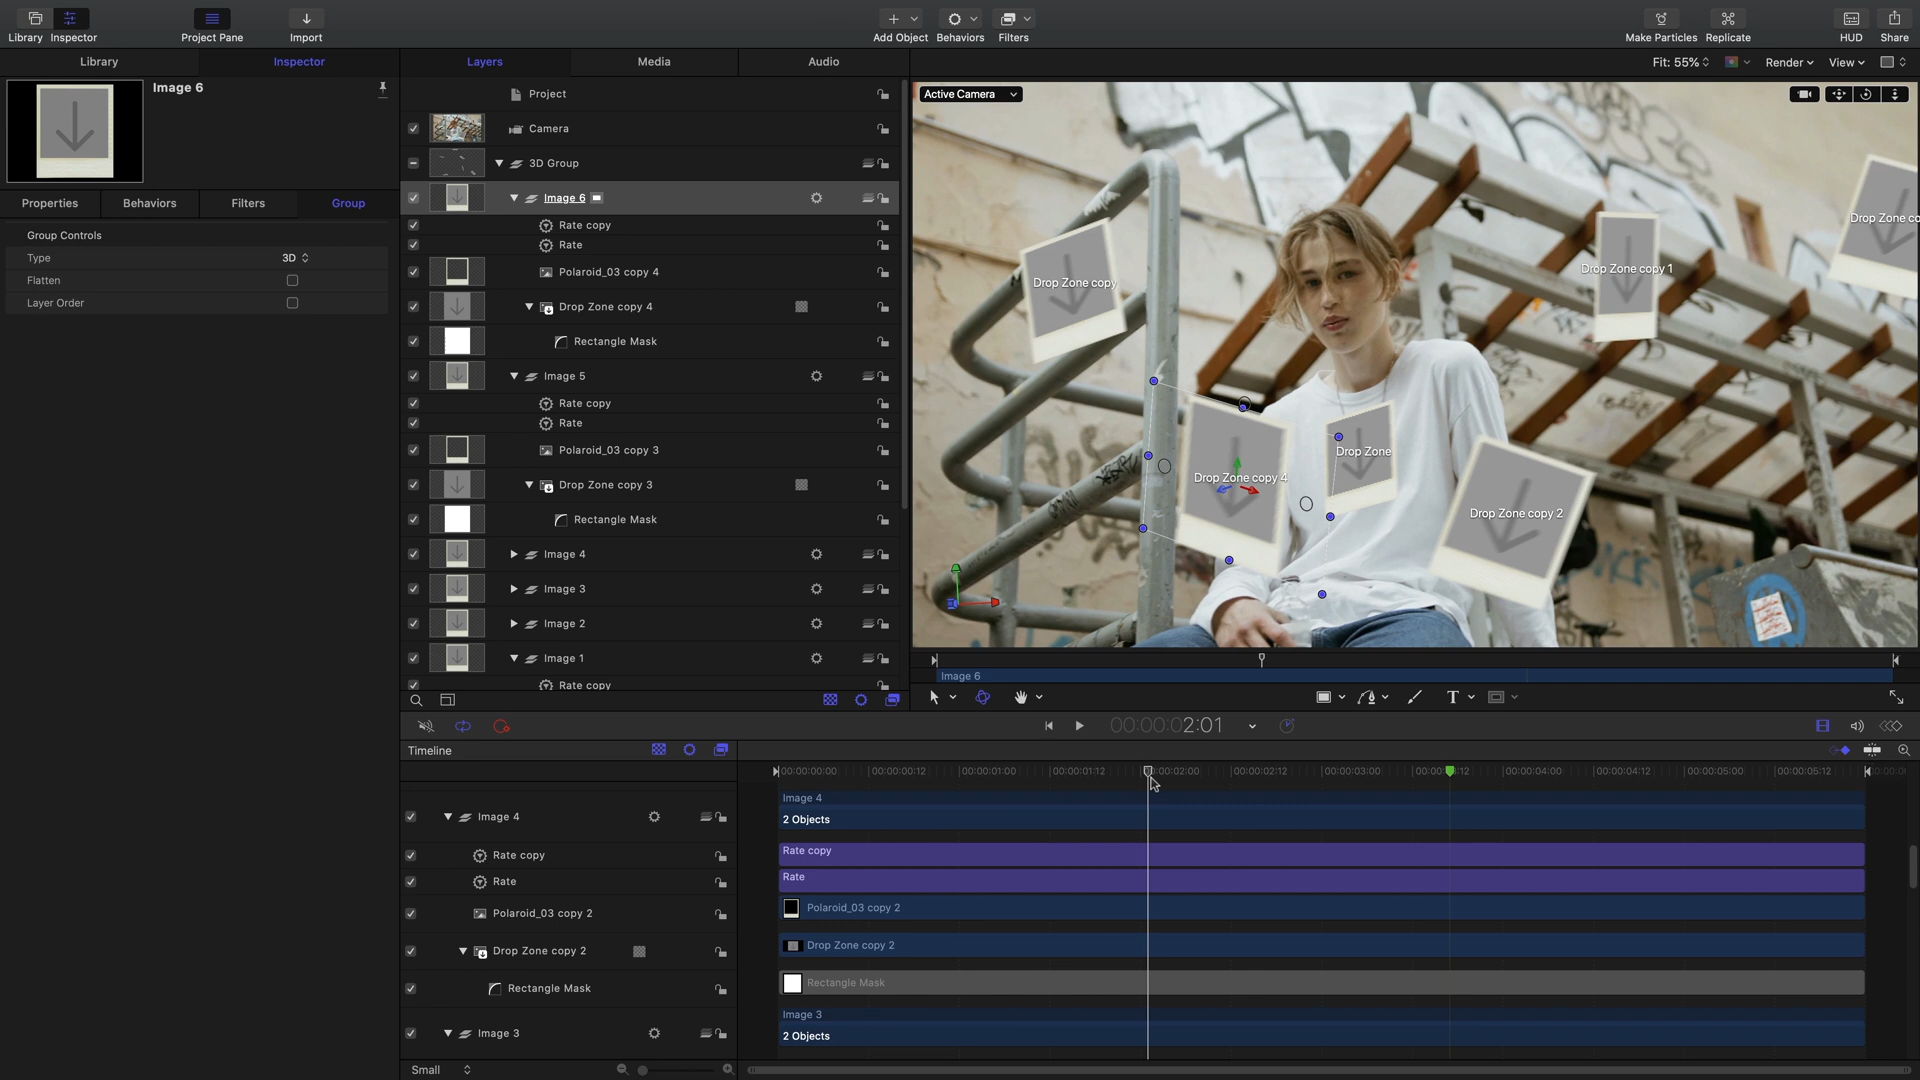 Library
Inspector
Project Pane
Import
Add Object
Behaviors
Filters
Make Particles
Replicate
HUD
Share
Library
Inspector
Layers
Media
Audio
Fit: 55%
Render
View
Image 6
Properties
Behaviors
Filters
Group
Group Controls
Type
3D
Flatten
Layer Order
Project
Camera
3D Group
Image 6
Rate copy
Rate
Polaroid_03 copy 4
Drop Zone copy 4
Rectangle Mask
Image 5
Rate copy
Rate
Polaroid_03 copy 3
Drop Zone copy 3
Rectangle Mask
Image 4
Image 3
Image 2
Image 1
Rate copy
Active Camera
Drop Zone co
Drop Zone copy
Drop Zone copy 1
Drop Zone
Drop Zone copy 4
Drop Zone copy 2
Image 6
T
00:00:00:02:01
Timeline
00:00:00:00
00:00:00:12
00:00:01:00
00:00:01:12
00:00:02:00
00:00:02:12
00:00:03:00
00:00:04:00
00:00:04:12
00:00:05:00
00:00:05:12
Image 4
Rate copy
Rate
Polaroid_03 copy 2
Drop Zone copy 2
Rectangle Mask
Image 3
Image 4
2 Objects
Rate copy
Rate
Polaroid_03 copy 2
Drop Zone copy 2
Rectangle Mask
Image 3
2 Objects
Small